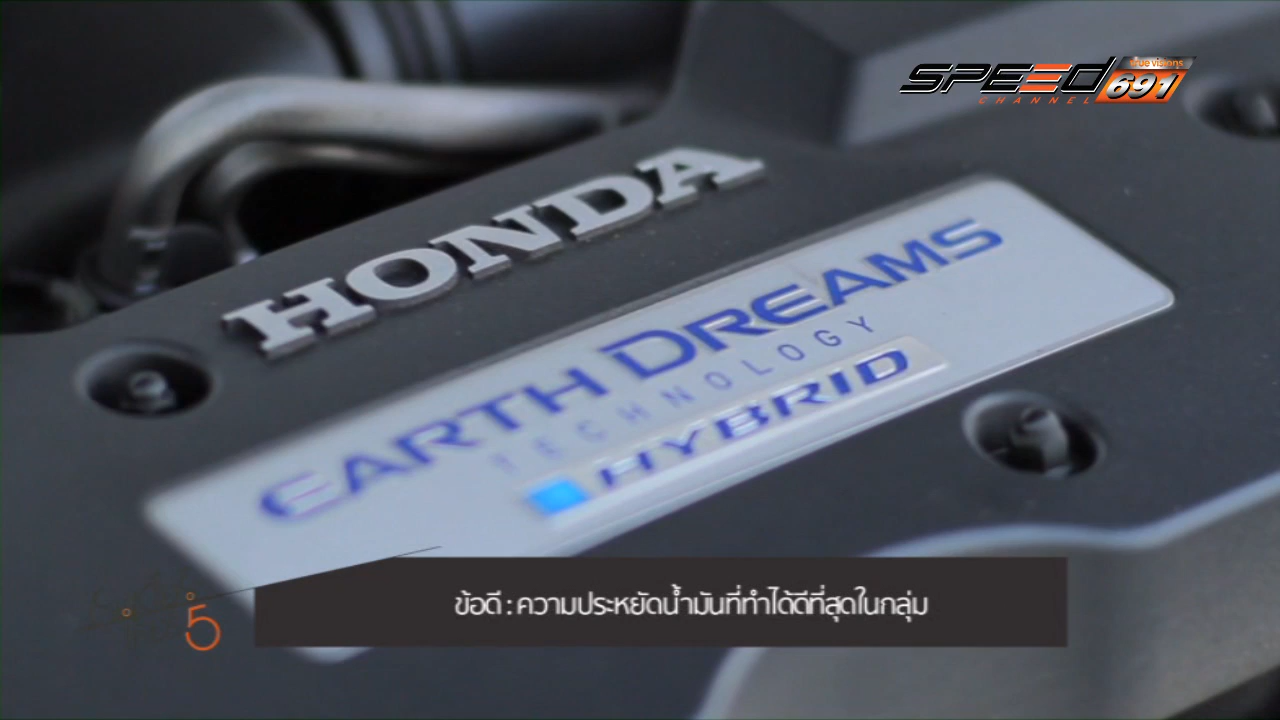 SPEED
true visions
CHANNEL
691
HONDA
EARTH DREAMS
TECHNOLOGY
HYBRID
5
ข้อดี : ความประหยัดน้ำมันที่ทำได้ดีที่สุดในกลุ่ม